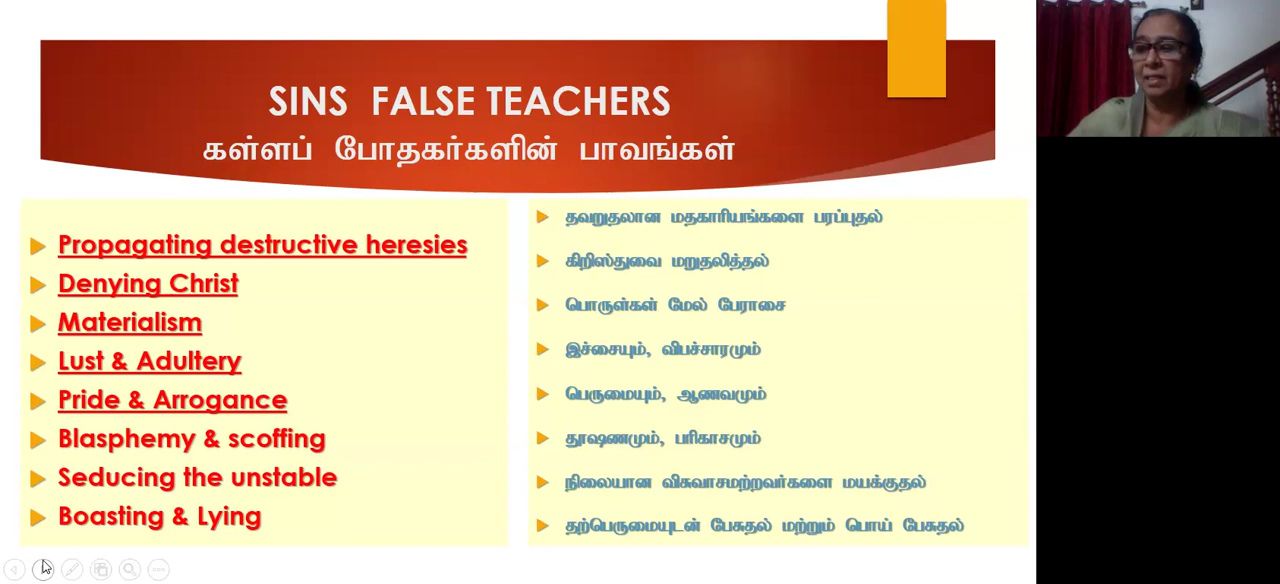 SINS FALSE TEACHERS
கள்ளப் போதகர்களின் பாவங்கள்
Propagating destructive heresies
Denying Christ
Materialism
Lust & Adultery
Pride & Arrogance
Blasphemy & scoffing
Seducing the unstable
Boasting & Lying
தவறுதலான மதகாரியங்களை பரப்புதல்
கிறிஸ்துவை மறுதலித்தல்
பொருள்கள் மேல் பேராசை
இச்சையும், விபச்சாரமும்
பெருமையும், ஆணவமும்
தூஷணமும், பரிகாசமும்
நிலையான விசுவாசமற்றவர்களை மயக்குதல்
தற்பெருமையுடன் பேசுதல் மற்றும் பொய் பேசுதல்